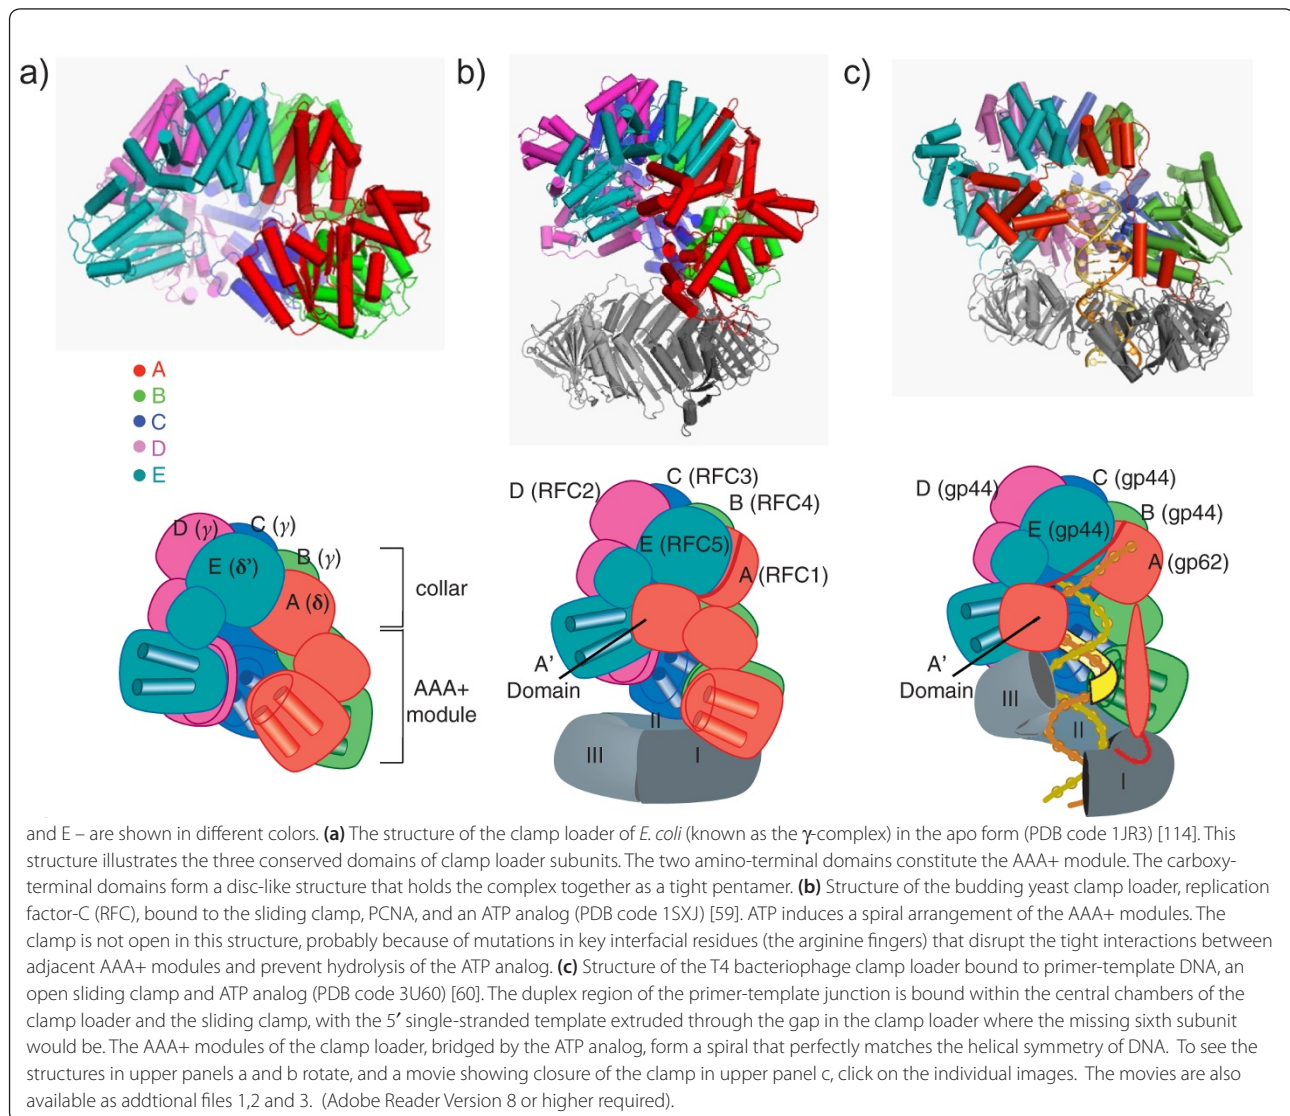 a)
b)
c)
A
B
C
D
E
D (γ)
C (γ)
B (γ)
E (δ')
A (δ)
collar
AAA+
module
D (RFC2)
C (RFC3)
B (RFC4)
E (RFC5)
A (RFC1)
A'
Domain
II
III
I
D (gp44)
C (gp44)
B (gp44)
E (gp44)
A (gp62)
A'
Domain
III
II
I
and E – are shown in different colors. (a) The structure of the clamp loader of E. coli (known as the γ-complex) in the apo form (PDB code 1JR3) [114]. This
structure illustrates the three conserved domains of clamp loader subunits. The two amino-terminal domains constitute the AAA+ module. The carboxy-
terminal domains form a disc-like structure that holds the complex together as a tight pentamer. (b) Structure of the budding yeast clamp loader, replication
factor-C (RFC), bound to the sliding clamp, PCNA, and an ATP analog (PDB code 1SXJ) [59]. ATP induces a spiral arrangement of the AAA+ modules. The
clamp is not open in this structure, probably because of mutations in key interfacial residues (the arginine fingers) that disrupt the tight interactions between
adjacent AAA+ modules and prevent hydrolysis of the ATP analog. (c) Structure of the T4 bacteriophage clamp loader bound to primer-template DNA, an
open sliding clamp and ATP analog (PDB code 3U60) [60]. The duplex region of the primer-template junction is bound within the central chambers of the
clamp loader and the sliding clamp, with the 5′ single-stranded template extruded through the gap in the clamp loader where the missing sixth subunit
would be. The AAA+ modules of the clamp loader, bridged by the ATP analog, form a spiral that perfectly matches the helical symmetry of DNA. To see the
structures in upper panels a and b rotate, and a movie showing closure of the clamp in upper panel c, click on the individual images. The movies are also
available as addtional files 1,2 and 3. (Adobe Reader Version 8 or higher required).